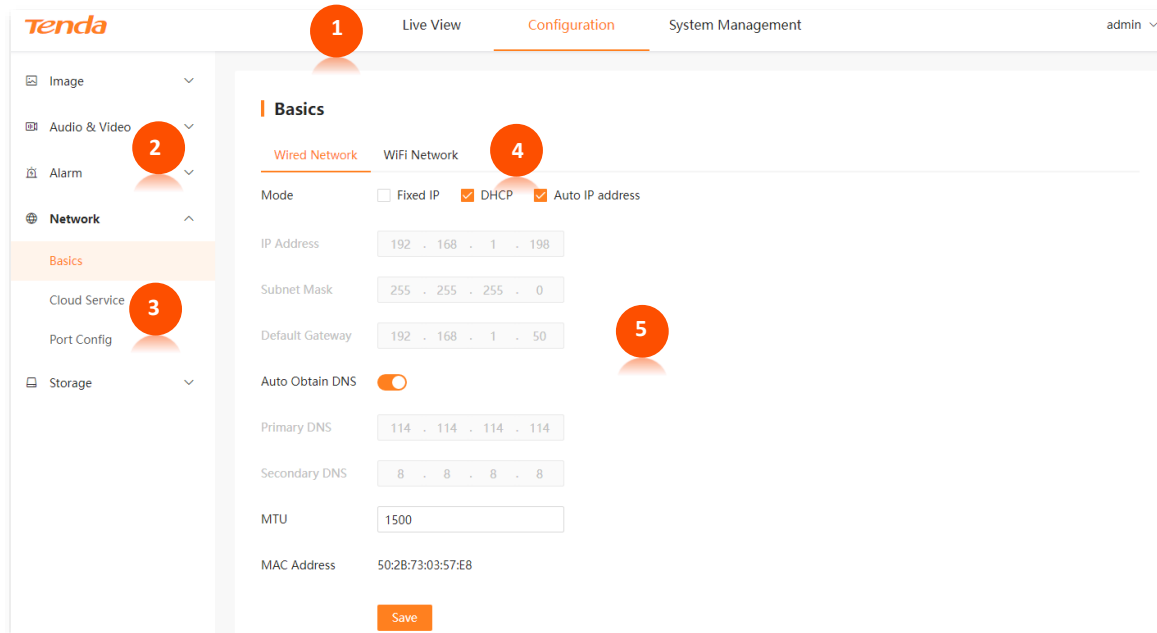 Tenda
1
Live View
Configuration
System Management
admin
Image
Audio & Video
2
Alarm
Network
Basics
Cloud Service
3
Port Config
Storage
Basics
Wired Network
WiFi Network
4
Mode
Fixed IP
DHCP
Auto IP address
IP Address
192 . 168 . 1 . 198
Subnet Mask
255 . 255 . 255 . 0
Default Gateway
192 . 168 . 1 . 50
5
Auto Obtain DNS
Primary DNS
114 . 114 . 114 . 114
Secondary DNS
8 . 8 . 8 . 8
MTU
1500
MAC Address
50:2B:73:03:57:E8
Save